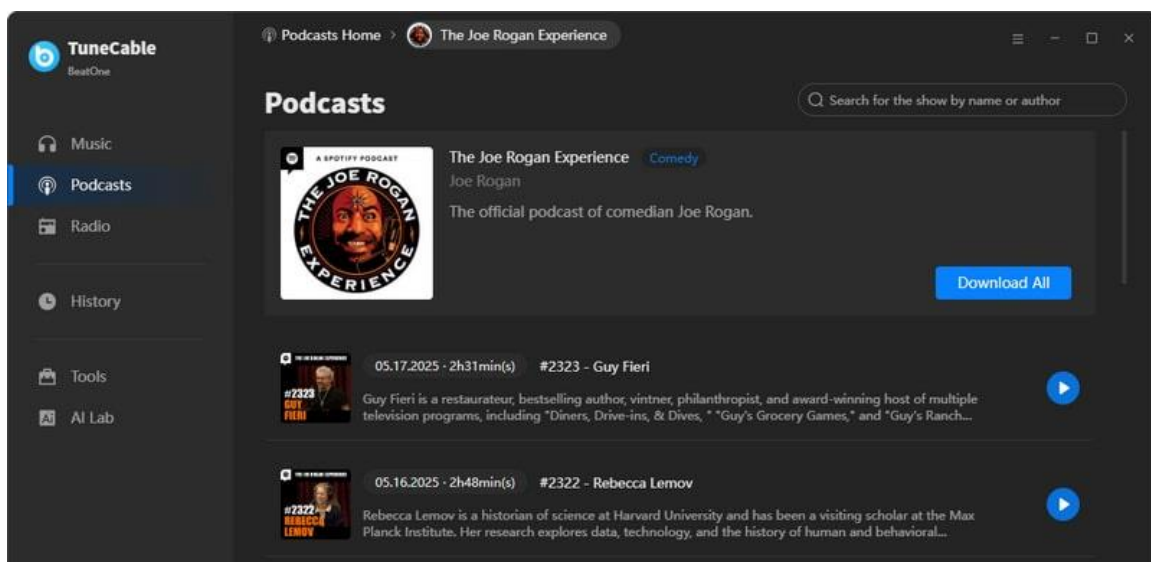 TuneCable
BeatOne
Podcasts Home > The Joe Rogan Experience
Podcasts
Search for the show by name or author
Music
Podcasts
Radio
History
Tools
AI Lab
A SPOTIFY PODCAST
THE JOE ROGAN EXPERIENCE
The Joe Rogan Experience Comedy
Joe Rogan
The official podcast of comedian Joe Rogan.
Download All
#2323
GUY
FIERI
05.17.2025 · 2h31min(s) #2323 - Guy Fieri
Guy Fieri is a restaurateur, bestselling author, vintner, philanthropist, and award-winning host of multiple
television programs, including "Diners, Drive-ins, & Dives, " "Guy's Grocery Games," and "Guy's Ranch...
#2322
REBECCA
LEMOV
05.16.2025 · 2h48min(s) #2322 - Rebecca Lemov
Rebecca Lemov is a historian of science at Harvard University and has been a visiting scholar at the Max
Planck Institute. Her research explores data, technology, and the history of human and behavioral...